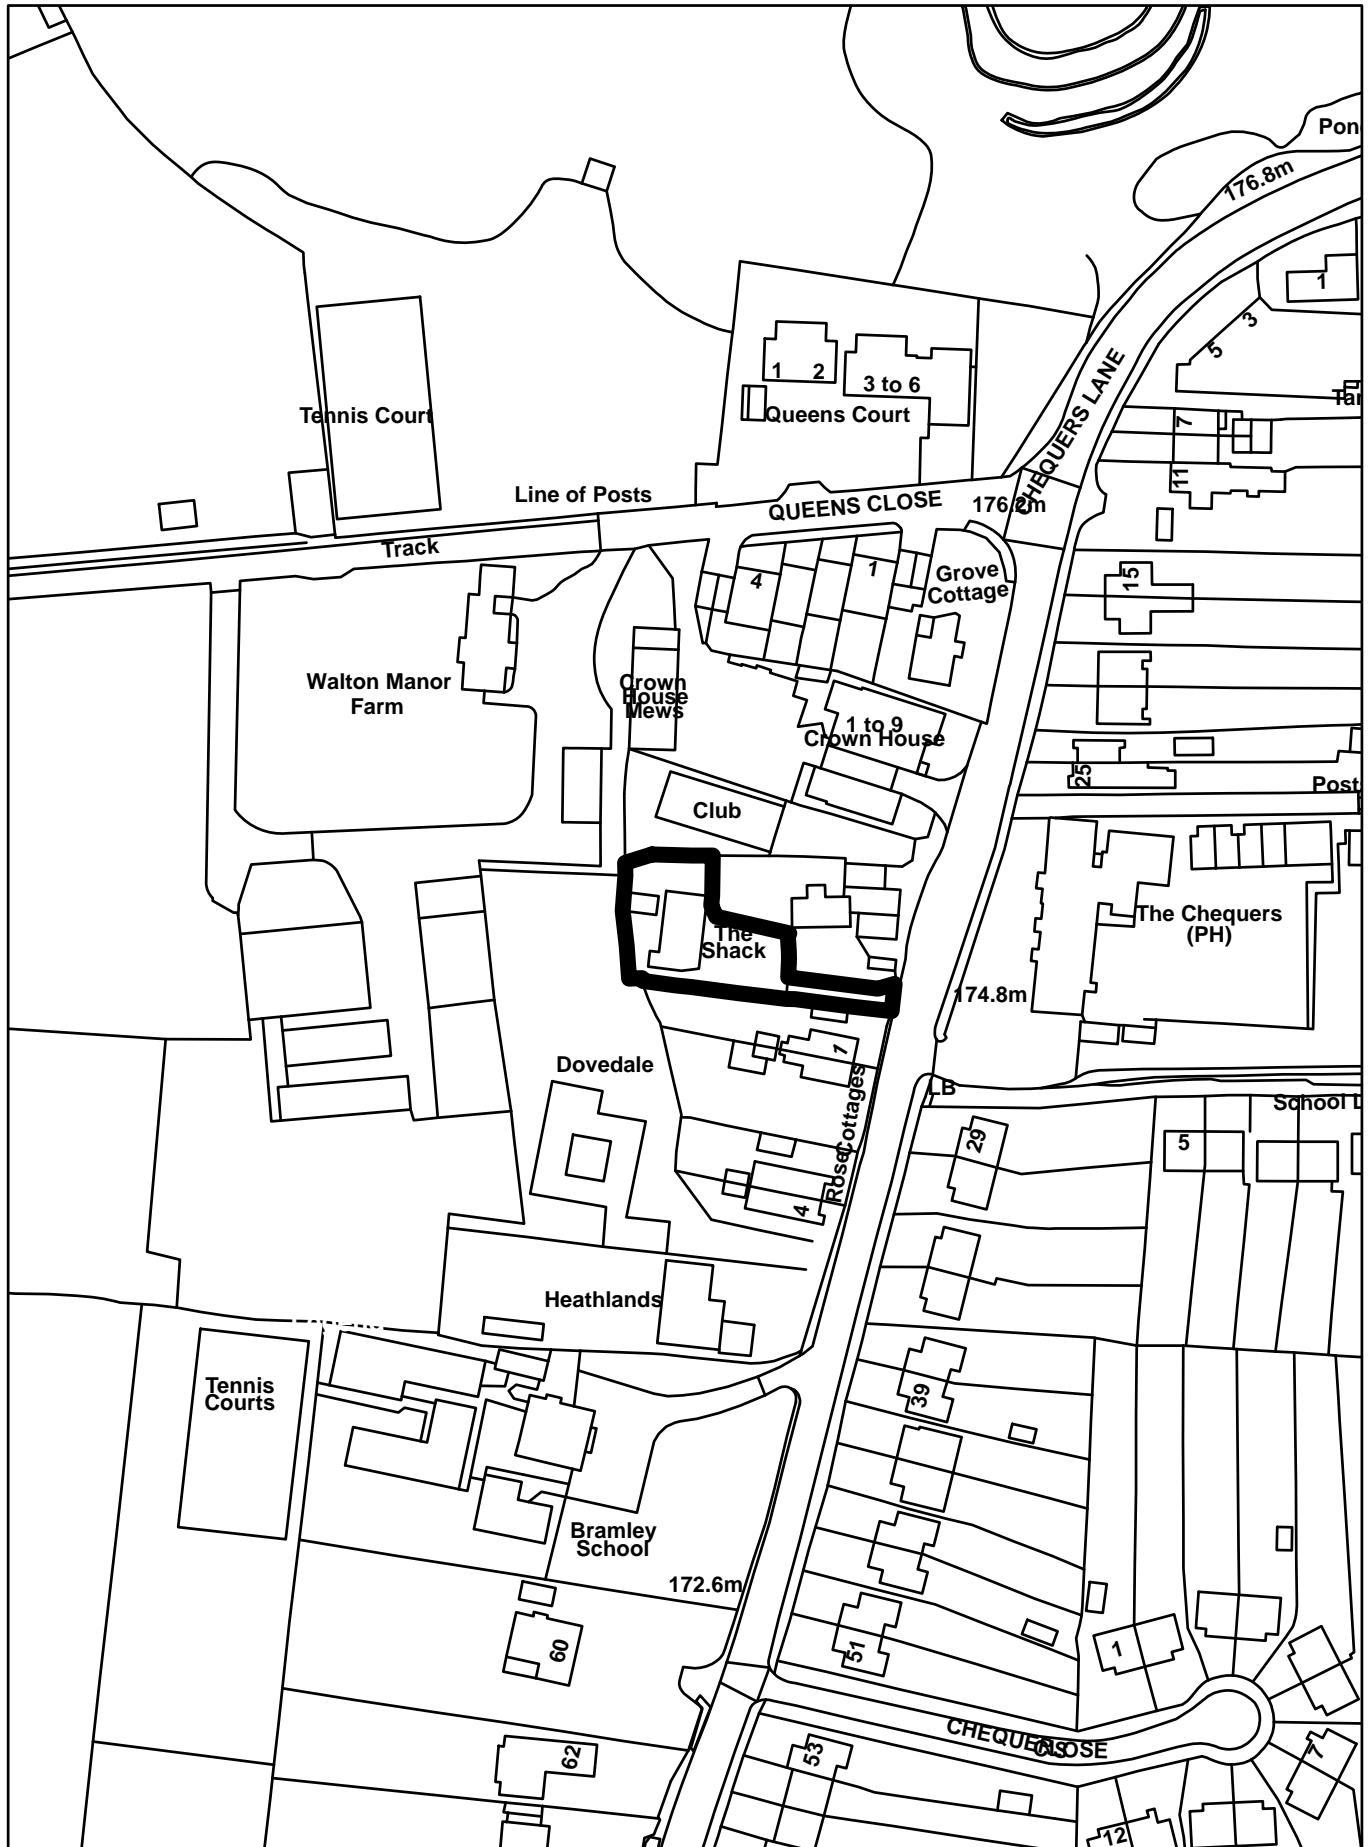 Pon
176.8m
1
3
5
CHEQUERS LANE
1
2
3 to 6
Queens Court
Tennis Court
Tan
7
11
Line of Posts
QUEENS CLOSE
176.2m
Track
4
1
Grove
Cottage
15
Walton Manor
Farm
Crown
House
Mews
1 to 9
Crown House
25
Posts
Club
The
Shack
The Chequers
(PH)
174.8m
1
Dovedale
Rose Cottages
LB
School L
29
5
4
Heathlands
Legend
Tennis
Courts
39
Bramley
School
172.6m
60
51
1
CHEQUERS CLOSE
62
53
7
12